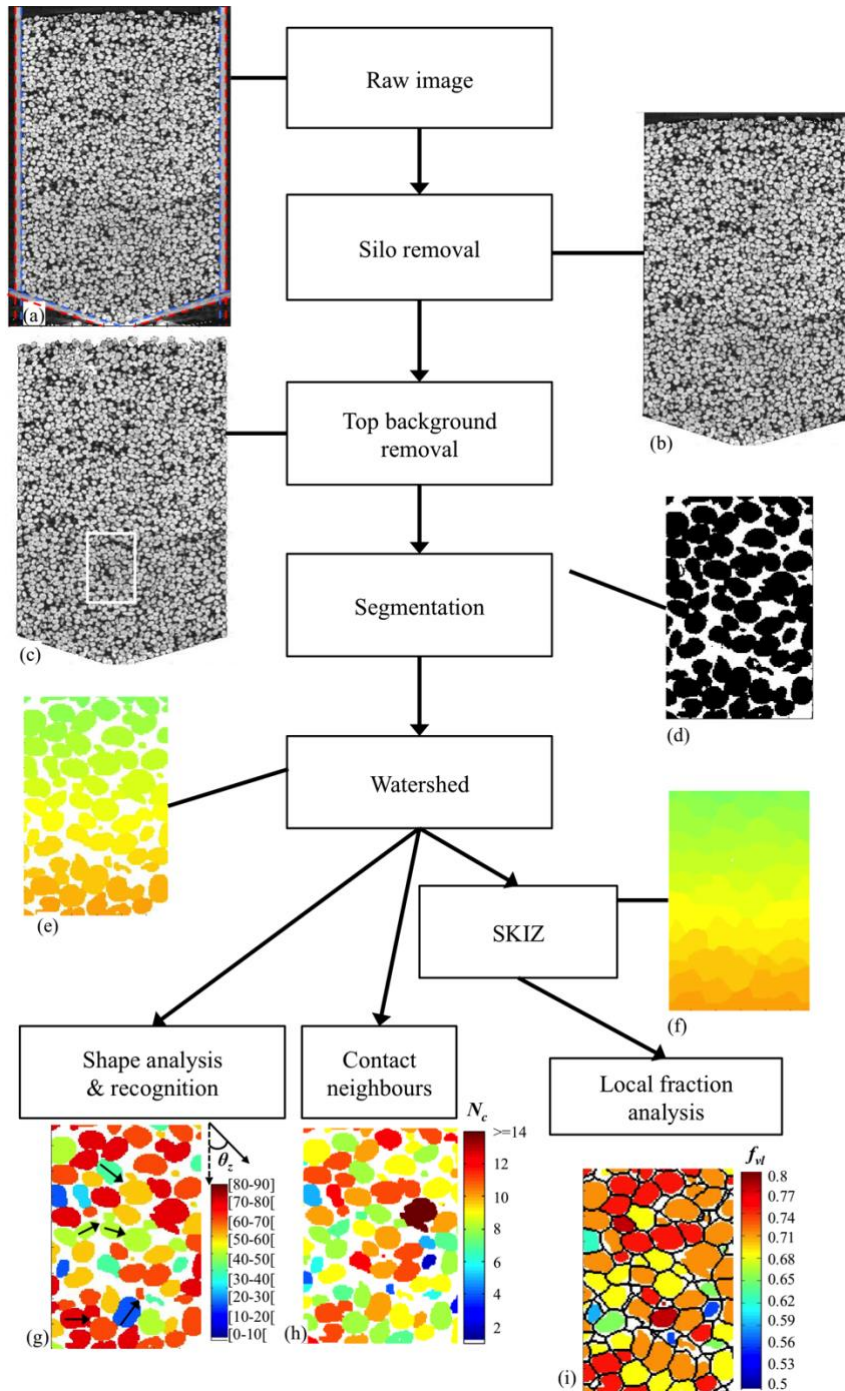 Raw image
(a)
Silo removal
(b)
Top background
removal
(c)
Segmentation
(d)
Watershed
(e)
SKIZ
(f)
Shape analysis
& recognition
Contact
neighbours
Local fraction
analysis
θz
[80-90]
[70-80[
[60-70[
[50-60[
[40-50[
[30-40[
[20-30[
[10-20[
[0-10[
(g)
Nc
>=14
12
10
8
6
4
2
(h)
fvl
0.8
0.77
0.74
0.71
0.68
0.65
0.62
0.59
0.56
0.53
0.5
(i)